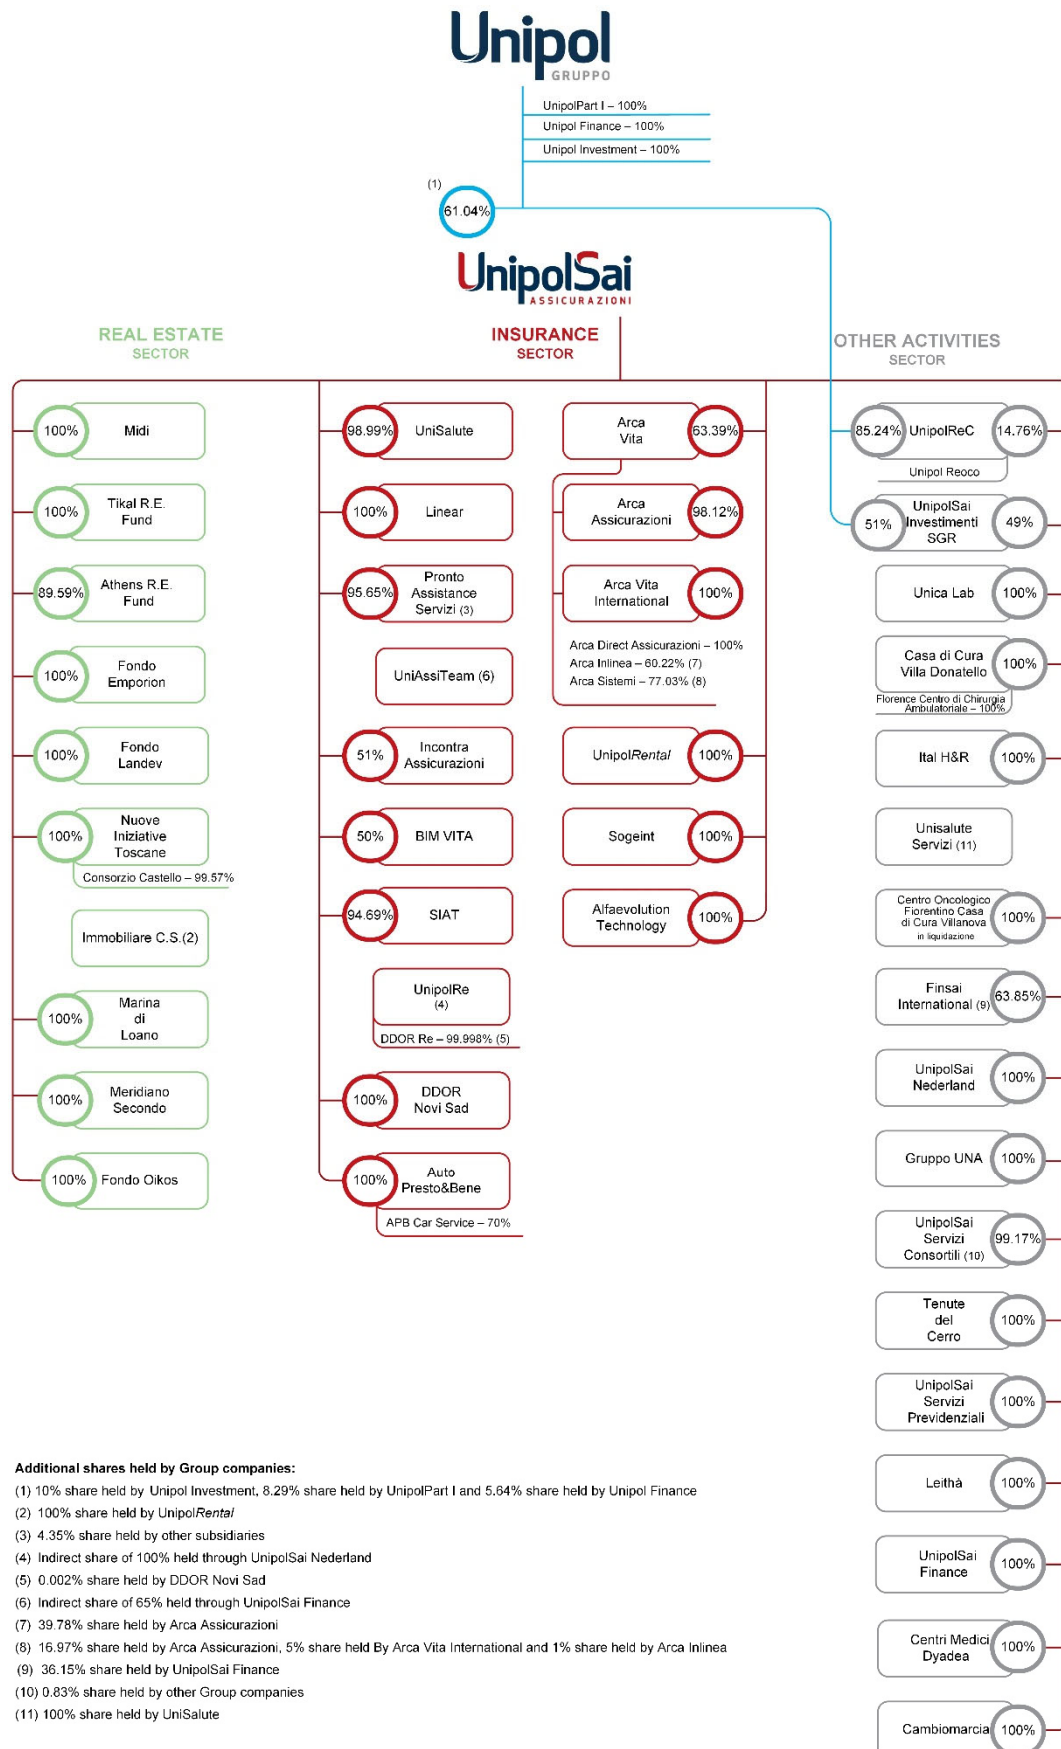 Unipol
GRUPPO
UnipolPart I – 100%
Unipol Finance – 100%
Unipol Investment – 100%
(1)
61.04%
UnipolSai
ASSICURAZIONI
REAL ESTATE
SECTOR
100%
Midi
100%
Tikal R.E.
Fund
89.59%
Athens R.E.
Fund
100%
Fondo
Emporion
100%
Fondo
Landev
100%
Nuove
Iniziative
Toscane
Consorzio Castello – 99.57%
Immobiliare C.S.(2)
100%
Marina
di
Loano
100%
Meridiano
Secondo
100%
Fondo Oikos
INSURANCE
SECTOR
98.99%
UniSalute
100%
Linear
95.65%
Pronto
Assistance
Servizi (3)
UniAssiTeam (6)
51%
Incontra
Assicurazioni
50%
BIM VITA
94.69%
SIAT
UnipolRe
(4)
DDOR Re – 99.998% (5)
100%
DDOR
Novi Sad
100%
Auto
Presto&Bene
APB Car Service – 70%
Arca
Vita
63.39%
Arca
Assicurazioni
98.12%
Arca Vita
International
100%
Arca Direct Assicurazioni – 100%
Arca Inlinea – 60.22% (7)
Arca Sistemi – 77.03% (8)
UnipolRental
100%
Sogeint
100%
Alfaevolution
Technology
100%
OTHER ACTIVITIES
SECTOR
85.24%
UnipolReC
14.76%
Unipol Reoco
51%
UnipolSai
Investimenti
SGR
49%
Unica Lab
100%
Casa di Cura
Villa Donatello
100%
Florence Centro di Chirurgia
Ambulatoriale – 100%
Ital H&R
100%
Unisalute
Servizi (11)
Centro Oncologico
Fiorentino Casa
di Cura Villanova
in liquidazione
100%
Finsai
International (9)
63.85%
UnipolSai
Nederland
100%
Gruppo UNA
100%
UnipolSai
Servizi
Consortili (10)
99.17%
Tenute
del
Cerro
100%
UnipolSai
Servizi
Previdenziali
100%
Leithà
100%
UnipolSai
Finance
100%
Centri Medici
Dyadea
100%
Cambiomarcia
100%
Additional shares held by Group companies:
(1) 10% share held by Unipol Investment, 8.29% share held by UnipolPart I and 5.64% share held by Unipol Finance
(2) 100% share held by UnipolRental
(3) 4.35% share held by other subsidiaries
(4) Indirect share of 100% held through UnipolSai Nederland
(5) 0.002% share held by DDOR Novi Sad
(6) Indirect share of 65% held through UnipolSai Finance
(7) 39.78% share held by Arca Assicurazioni
(8) 16.97% share held by Arca Assicurazioni, 5% share held By Arca Vita International and 1% share held by Arca Inlinea
(9) 36.15% share held by UnipolSai Finance
(10) 0.83% share held by other Group companies
(11) 100% share held by UniSalute